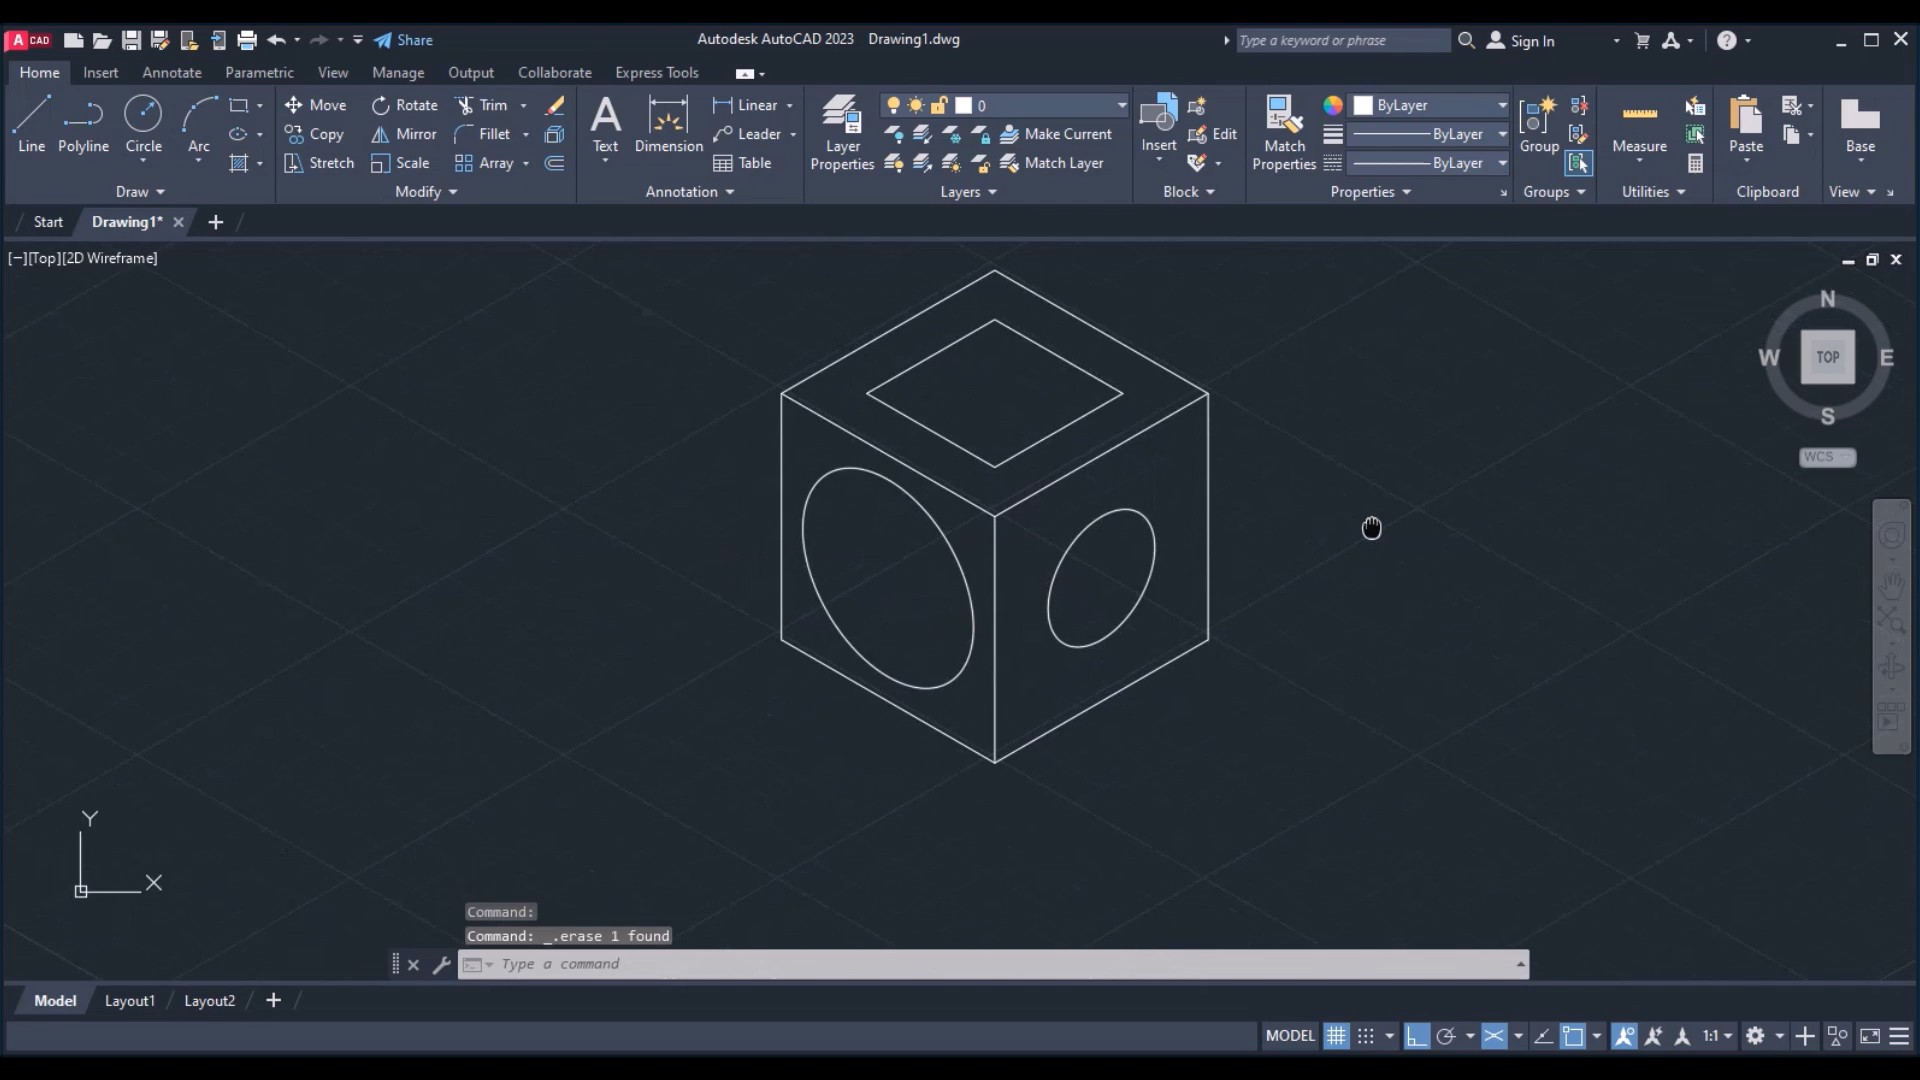 A CAD
Share
Autodesk AutoCAD 2023 Drawing1.dwg
Type a keyword or phrase
Sign In
Home Insert Annotate Parametric View Manage Output Collaborate Express Tools
Line Polyline Circle Arc
Draw
Move Rotate Trim
Copy Mirror Fillet
Stretch Scale Array
Modify
Text Dimension
Linear
Leader
Table
Annotation
Layer Properties
0
Make Current
Match Layer
Layers
Insert
Edit
Block
Match Properties
ByLayer
ByLayer
ByLayer
Properties
Group
Groups
Measure
Utilities
Paste
Clipboard
Base
View
Start Drawing1* +
[−][Top][2D Wireframe]
N
W TOP E
S
WCS
Y
X
Command:
Command: _.erase 1 found
Type a command
Model Layout1 Layout2 +
MODEL 1:1